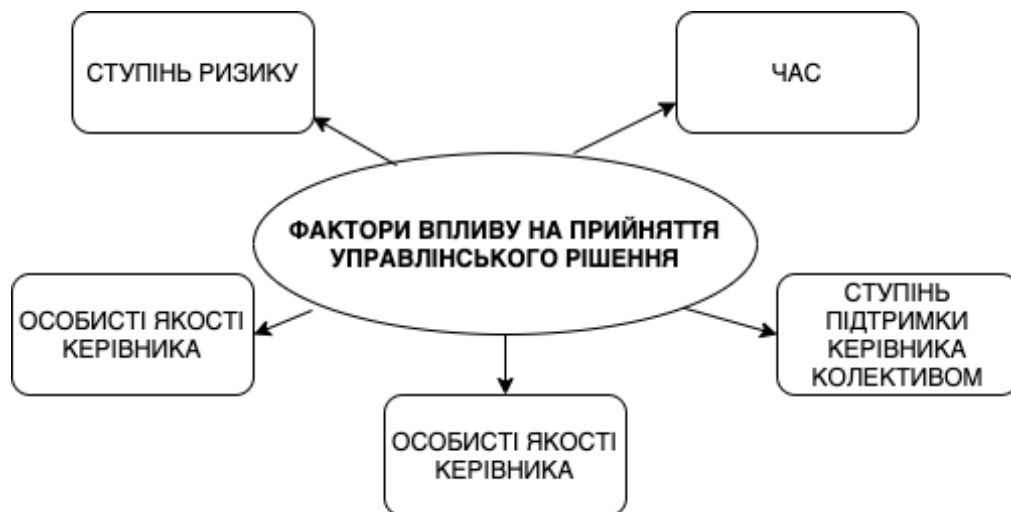 СТУПІНЬ РИЗИКУ
ЧАС
ФАКТОРИ ВПЛИВУ НА ПРИЙНЯТТЯ
УПРАВЛІНСЬКОГО РІШЕННЯ
ОСОБИСТІ ЯКОСТІ
КЕРІВНИКА
СТУПІНЬ
ПІДТРИМКИ
КЕРІВНИКА
КОЛЕКТИВОМ
ОСОБИСТІ ЯКОСТІ
КЕРІВНИКА